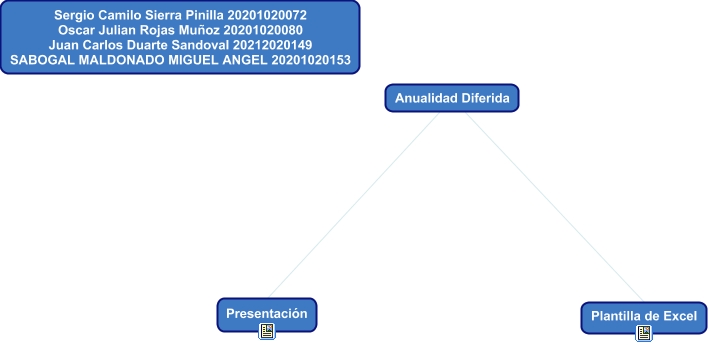 Sergio Camilo Sierra Pinilla 20201020072
Oscar Julian Rojas Muñoz 20201020080
Juan Carlos Duarte Sandoval 20212020149
SABOGAL MALDONADO MIGUEL ANGEL 20201020153
Anualidad Diferida
Presentación
Plantilla de Excel